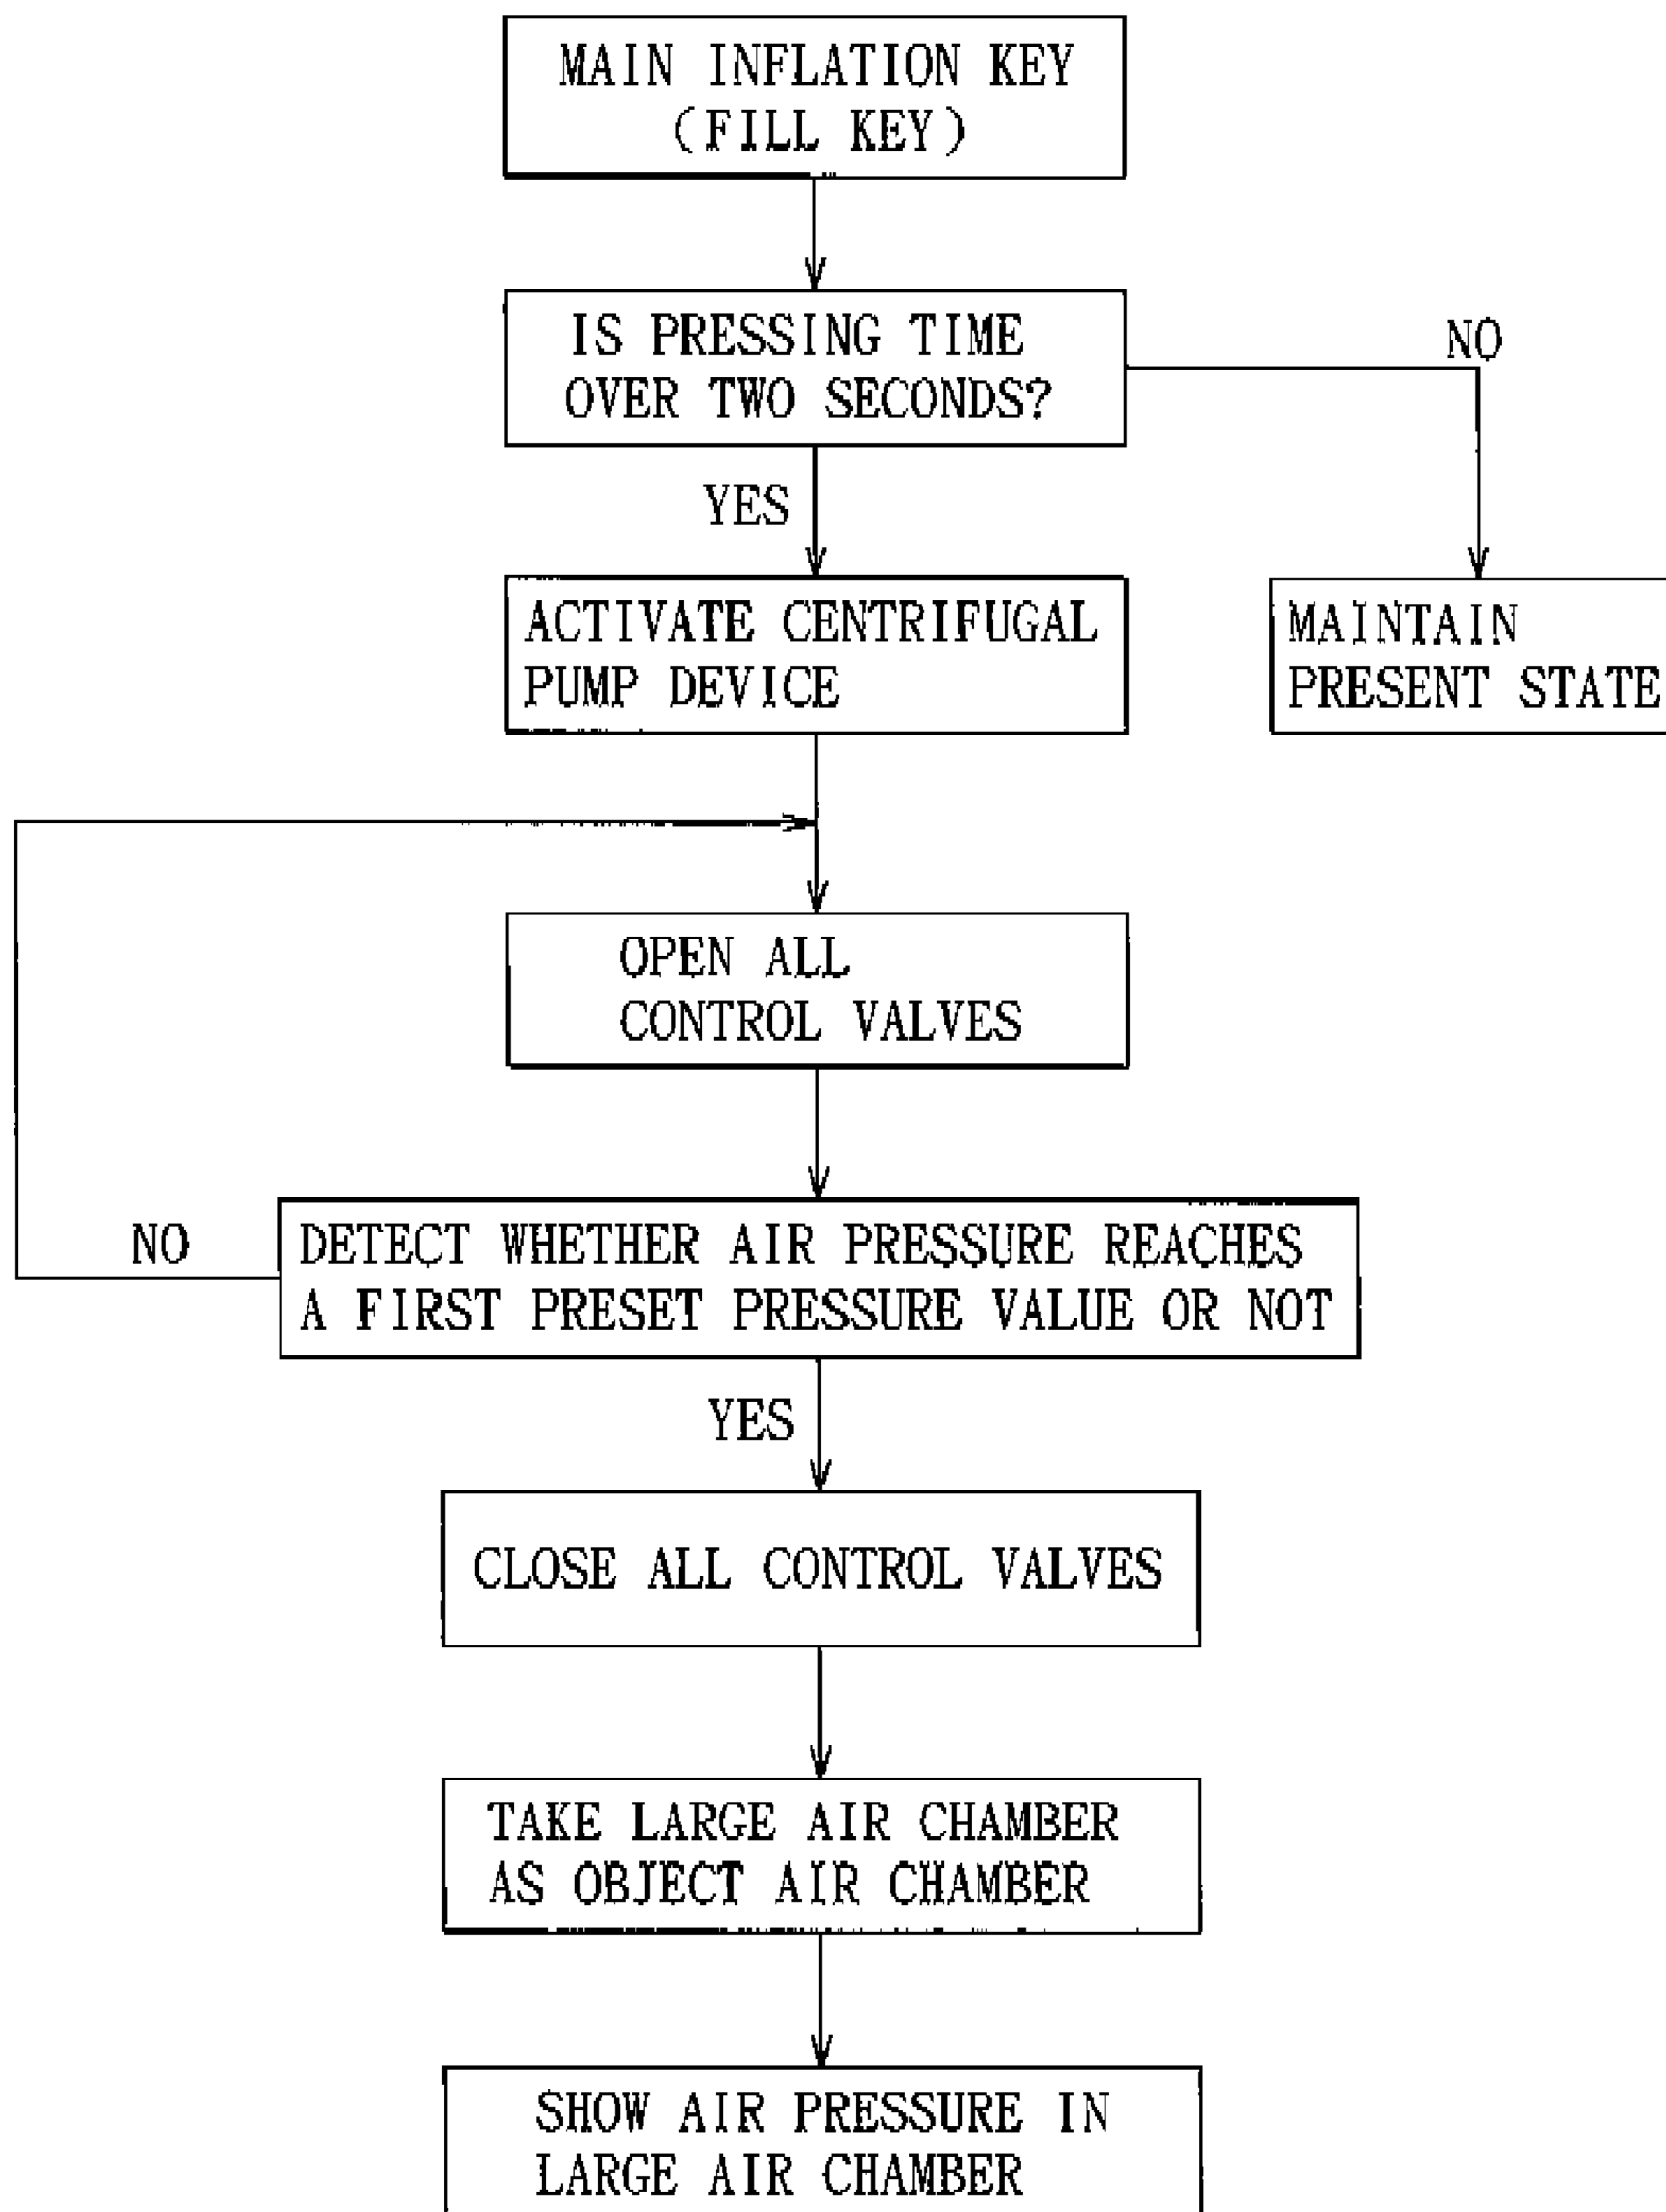 MAIN INFLATION KEY
(FILL KEY)
IS PRESSING TIME
OVER TWO SECONDS?
NO
YES
ACTIVATE CENTRIFUGAL
PUMP DEVICE
MAINTAIN
PRESENT STATE
OPEN ALL
CONTROL VALVES
NO
DETECT WHETHER AIR PRESSURE REACHES
A FIRST PRESET PRESSURE VALUE OR NOT
YES
CLOSE ALL CONTROL VALVES
TAKE LARGE AIR CHAMBER
AS OBJECT AIR CHAMBER
SHOW AIR PRESSURE IN
LARGE AIR CHAMBER